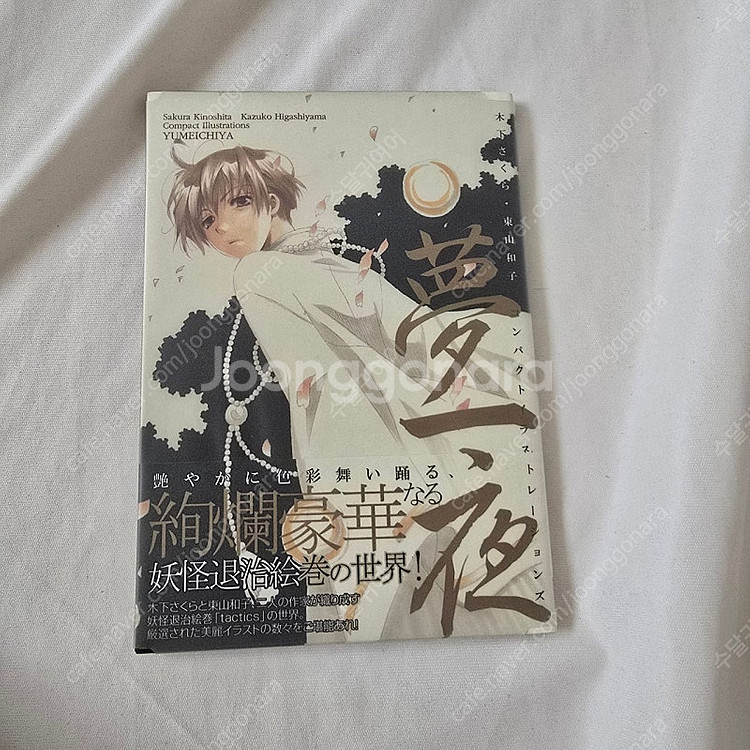 Sakura Kinoshita Kazuko Higashiyama
Compact Illustrations
YUMEICHIYA
木下さくら・東山和子
コンパクトイラストレーションズ
夢一夜
艶やかに色彩舞い踊る、
絢爛豪華なる
妖怪退治絵巻の世界!
木下さくらと東山和子、二人の作家が織り成す
妖怪退治絵巻「tactics」の世界。
厳選された美麗イラストの数々をご堪能あれ!
Joonggonara
cafe.naver.com/joonggonara